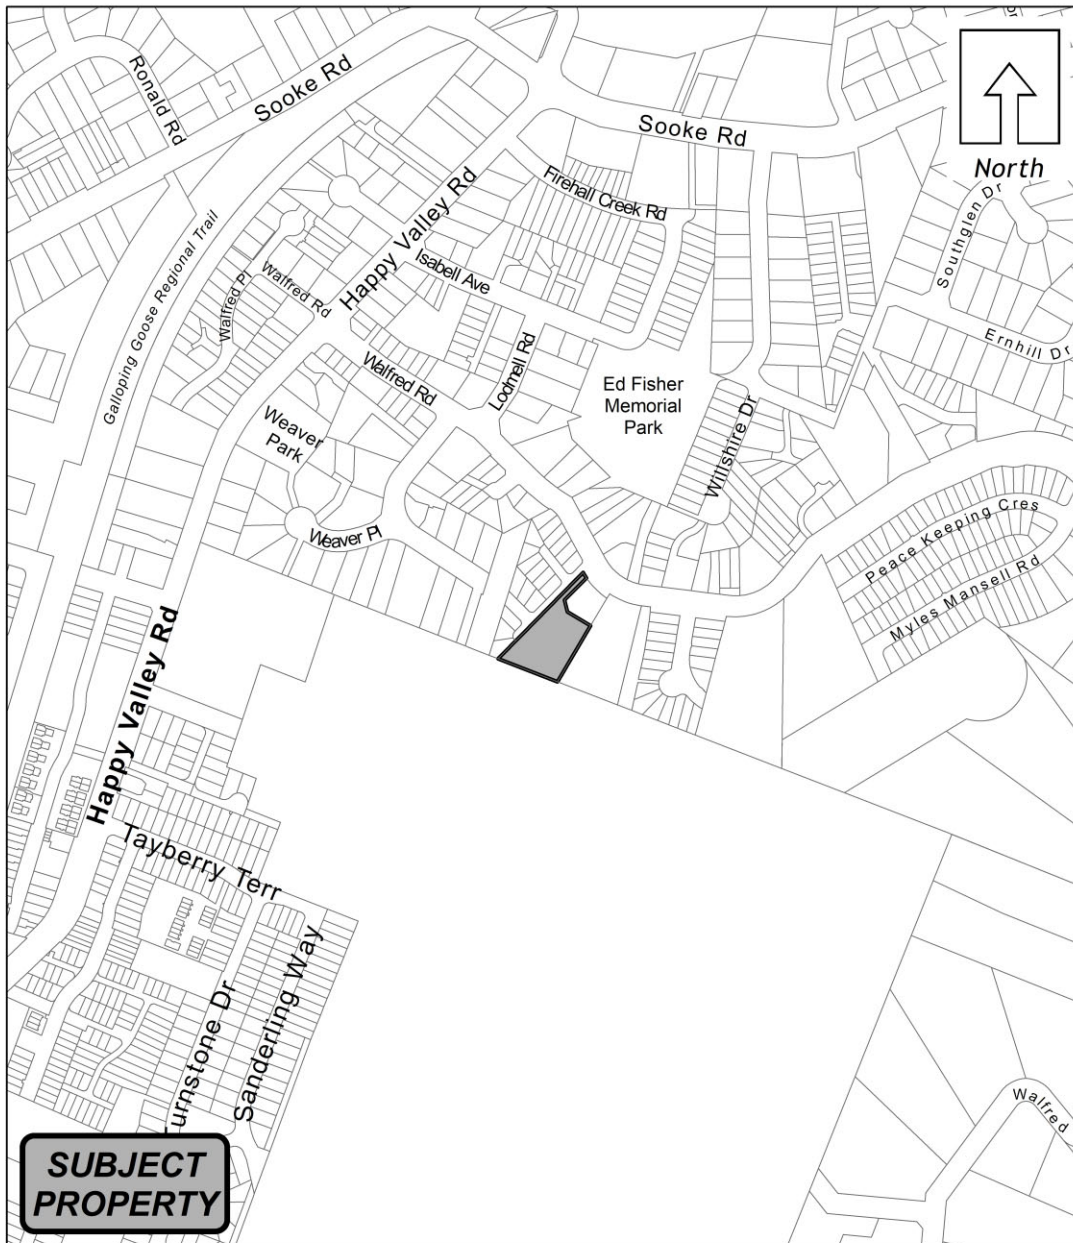 Ronald Rd
Sooke Rd
Sooke Rd
North
Firehall Creek Rd
Happy Valley Rd
Isabell Ave
Southglen Dr
Galloping Goose Regional Trail
Walfred Pl
Walfred Rd
Ernhill Dr
Walfred Rd
Lodmell Rd
Ed Fisher
Memorial
Park
Weaver
Park
Willshire Dr
Weaver Pl
Peace Keeping Cres
Myles Mansell Rd
Happy Valley Rd
Tayberry Terr
Sanderling Way
Turnstone Dr
Walfred
SUBJECT
PROPERTY